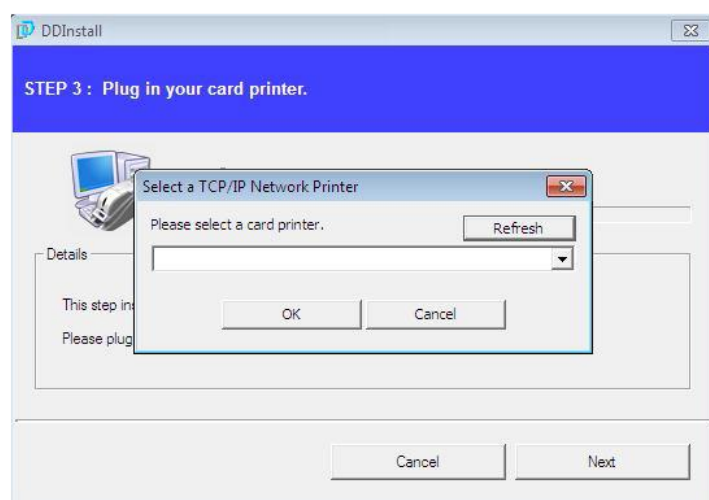 DDInstall
STEP 3 : Plug in your card printer.
Select a TCP/IP Network Printer
Please select a card printer.
Refresh
Details
This step in
OK
Cancel
Please plug
Cancel
Next